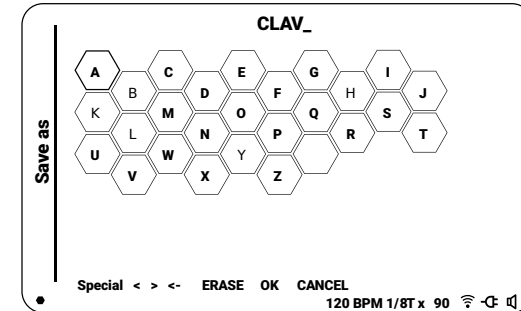 CLAV_
Save as
A C E G I
B D F H J
K M O Q S
L N P R T
U W Y
V X Z
Special < > <- ERASE OK CANCEL
120 BPM 1/8T x 90